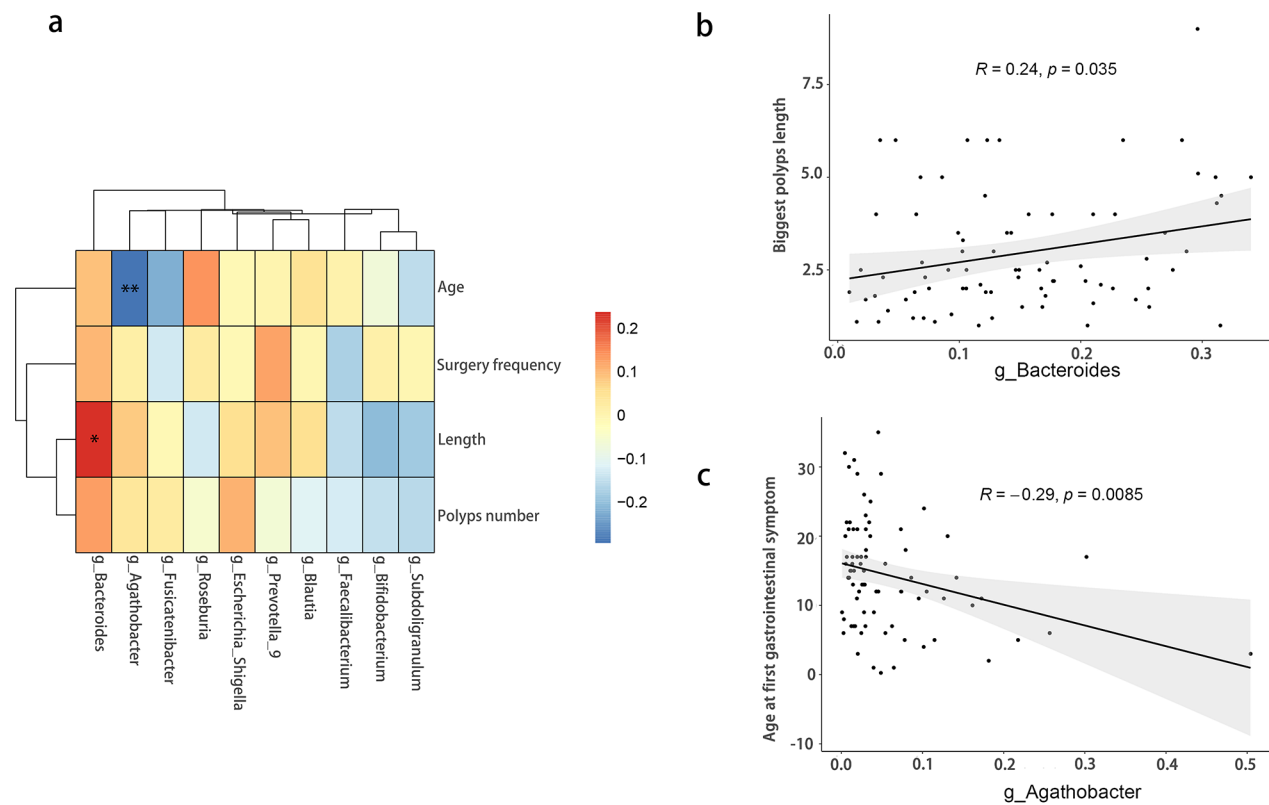 a
**
*
Age
Surgery frequency
Length
Polyps number
g_Bacteroides
g_Agathobacter
g_Fusicatenibacter
g_Roseburia
g_Escherichia_Shigella
g_Prevotella_9
g_Blautia
g_Faecalibacterium
g_Bifidobacterium
g_Subdoligranulum
0.2
0.1
0
−0.1
−0.2
b
R = 0.24, p = 0.035
Biggest polyps length
7.5
5.0
2.5
0.0 0.1 0.2 0.3
g_Bacteroides
c
R = −0.29, p = 0.0085
Age at first gastrointestinal symptom
30
20
10
0
-10
0.0 0.1 0.2 0.3 0.4 0.5
g_Agathobacter